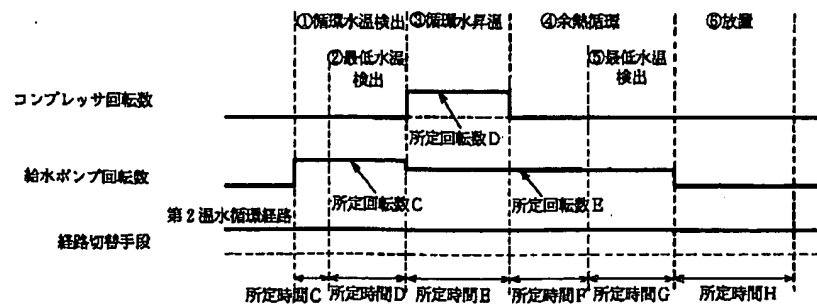 ①循環水温検出
③循環水昇温
④余熱循環
⑥放置
②最低水温
検出
⑤最低水温
検出
コンプレッサ回転数
所定回転数D
給水ポンプ回転数
所定回転数C
所定回転数E
第2温水循環経路
経路切替手段
所定時間C
所定時間D
所定時間E
所定時間F
所定時間G
所定時間H